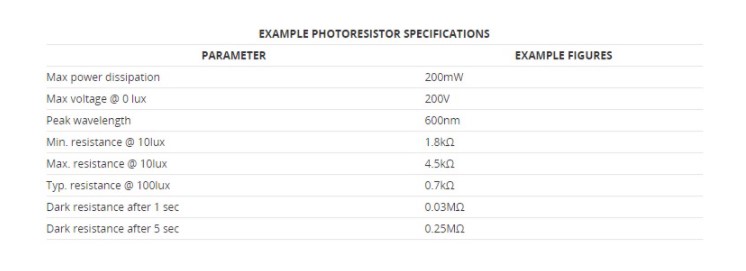 EXAMPLE PHOTORESISTOR SPECIFICATIONS
PARAMETER EXAMPLE FIGURES
Max power dissipation 200mW
Max voltage @ 0 lux 200V
Peak wavelength 600nm
Min. resistance @ 10lux 1.8kΩ
Max. resistance @ 10lux 4.5kΩ
Typ. resistance @ 100lux 0.7kΩ
Dark resistance after 1 sec 0.03MΩ
Dark resistance after 5 sec 0.25MΩ